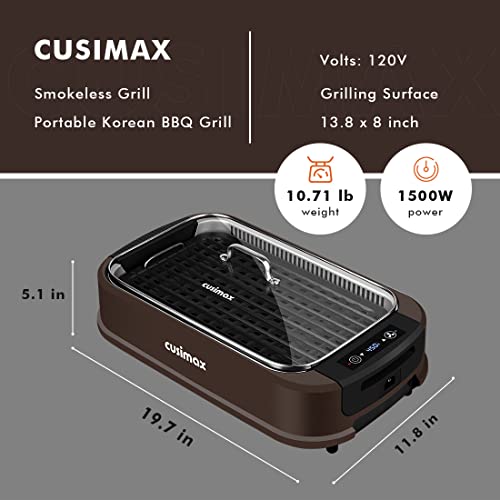 CUSIMAX
Smokeless Grill
Portable Korean BBQ Grill
Volts: 120V
Grilling Surface
13.8 x 8 inch
10.71 lb
weight
1500W
power
5.1 in
cusimax
cusimax
450
19.7 in
11.8 in